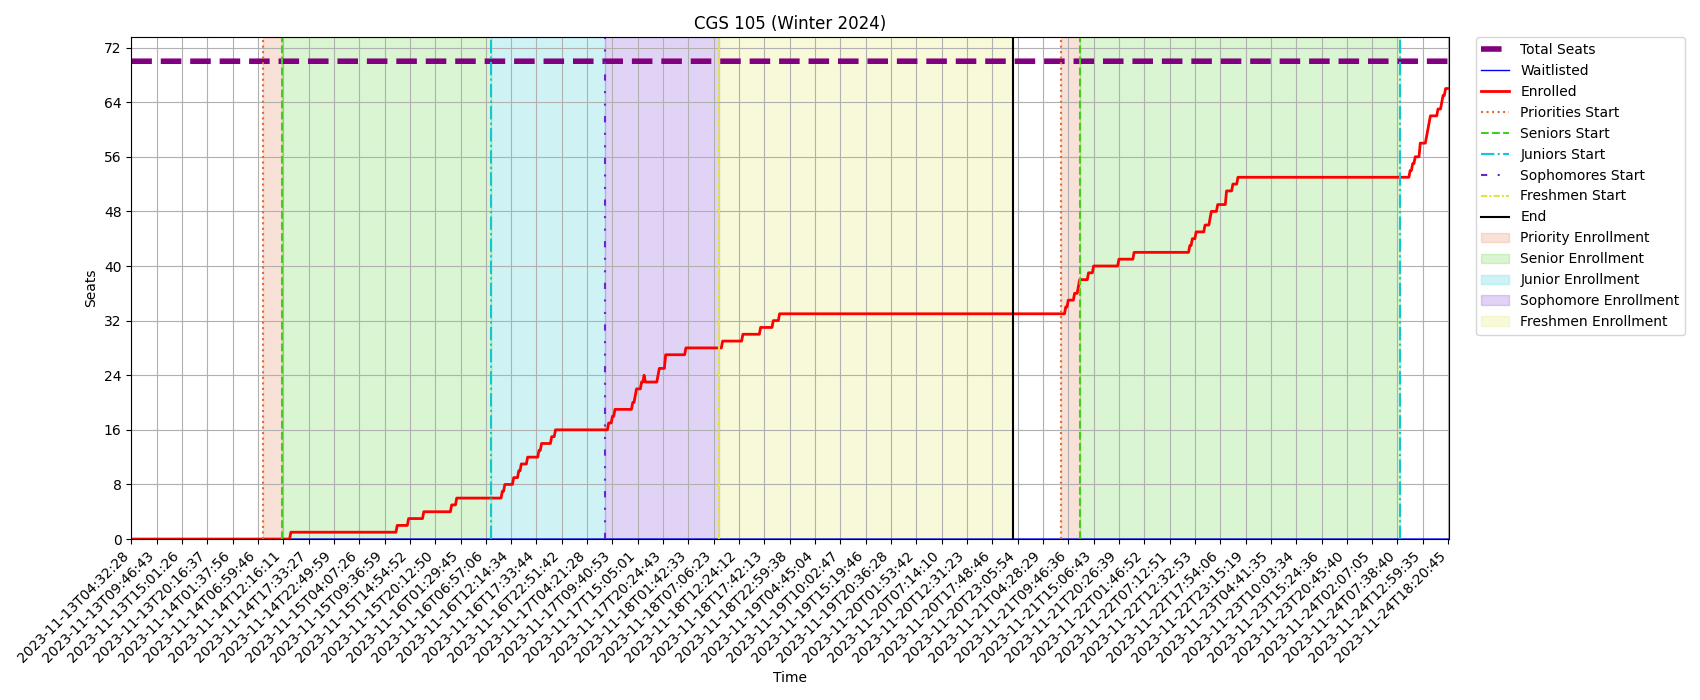 CGS 105 (Winter 2024)
72
64
56
48
40
32
24
16
8
0
Seats
2023-11-13T04:32:28
2023-11-13T09:46:43
2023-11-13T15:01:26
2023-11-13T20:16:37
2023-11-14T01:37:56
2023-11-14T06:59:46
2023-11-14T12:16:11
2023-11-14T17:33:27
2023-11-14T22:49:59
2023-11-15T04:07:26
2023-11-15T09:36:59
2023-11-15T14:54:52
2023-11-15T20:12:50
2023-11-16T01:29:45
2023-11-16T06:57:06
2023-11-16T12:14:34
2023-11-16T17:33:44
2023-11-16T22:51:42
2023-11-17T04:21:28
2023-11-17T09:40:53
2023-11-17T15:05:01
2023-11-17T20:24:43
2023-11-18T01:42:33
2023-11-18T07:06:23
2023-11-18T12:24:12
2023-11-18T17:42:13
2023-11-18T22:59:38
2023-11-19T04:45:04
2023-11-19T10:02:47
2023-11-19T15:19:46
2023-11-19T20:36:28
2023-11-20T01:53:42
2023-11-20T07:14:10
2023-11-20T12:31:23
2023-11-20T17:48:46
2023-11-20T23:05:54
2023-11-21T04:28:29
2023-11-21T09:46:36
2023-11-21T15:06:43
2023-11-21T20:26:39
2023-11-22T01:46:52
2023-11-22T07:12:51
2023-11-22T12:32:53
2023-11-22T17:54:06
2023-11-22T23:15:19
2023-11-23T04:41:35
2023-11-23T10:03:34
2023-11-23T15:24:36
2023-11-23T20:45:40
2023-11-24T02:07:05
2023-11-24T07:38:40
2023-11-24T12:59:35
2023-11-24T18:20:45
Time
Total Seats
Waitlisted
Enrolled
Priorities Start
Seniors Start
Juniors Start
Sophomores Start
Freshmen Start
End
Priority Enrollment
Senior Enrollment
Junior Enrollment
Sophomore Enrollment
Freshmen Enrollment